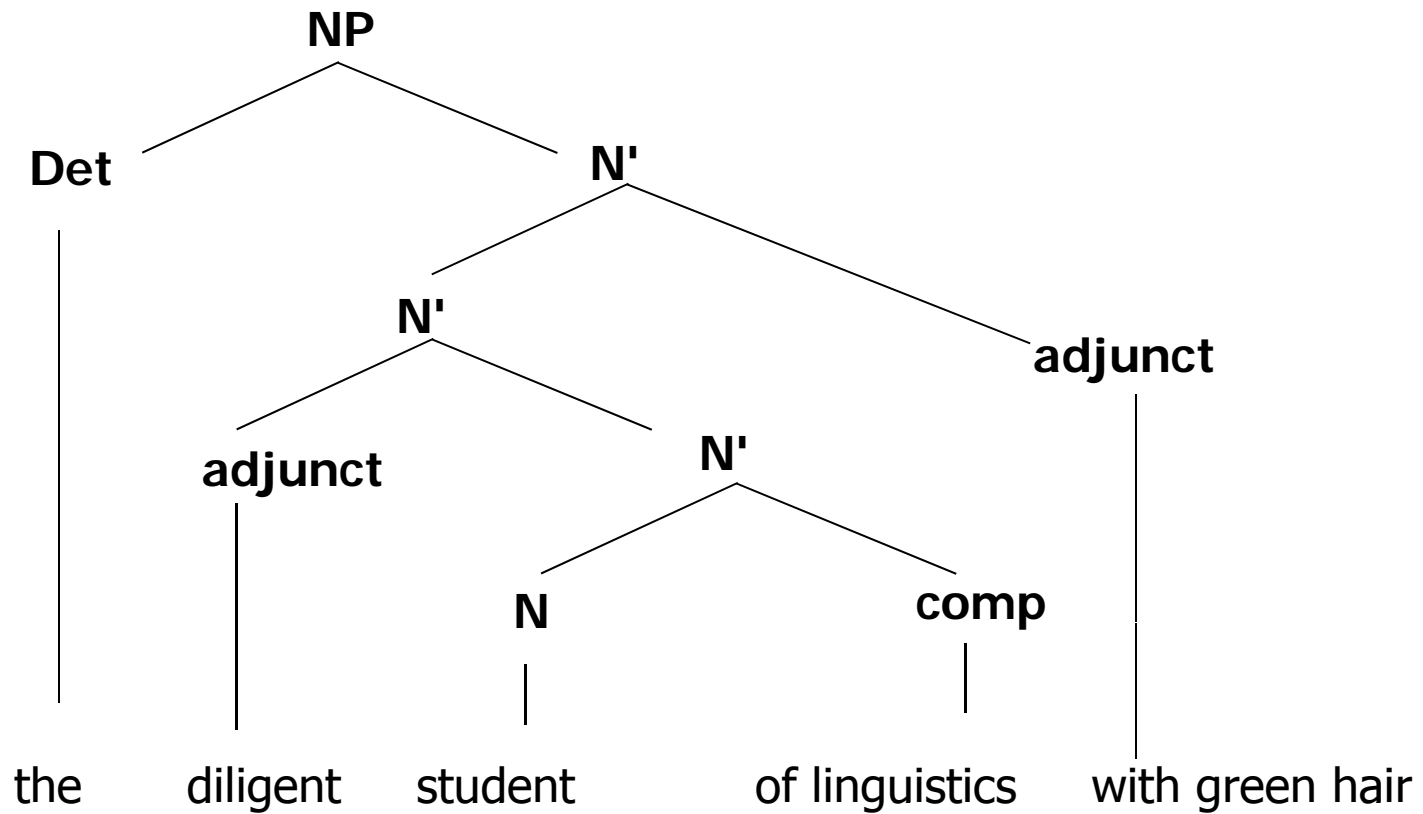 NP
Det
N'
N'
adjunct
adjunct
N'
N
comp
the diligent student of linguistics with green hair